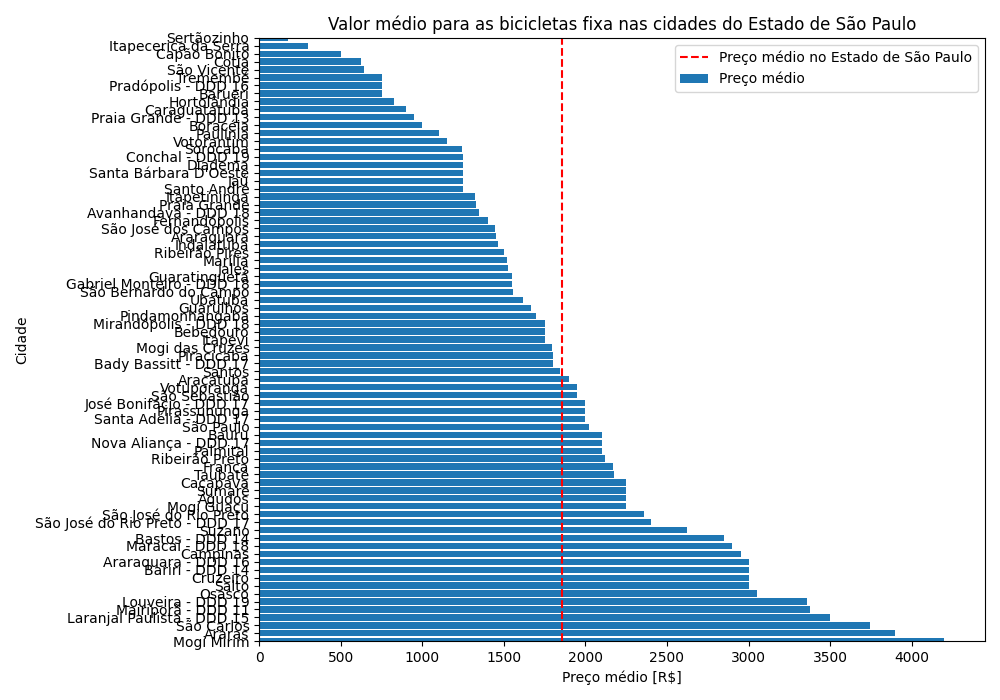 Valor médio para as bicicletas fixa nas cidades do Estado de São Paulo
Preço médio no Estado de São Paulo
Preço médio
Cidade
Sertãozinho
Itapecerica da Serra
Capão Bonito
Cotia
São Vicente
Tremembé
Pradópolis - DDD 16
Barueri
Hortolândia
Caraguatatuba
Praia Grande - DDD 13
Boracéia
Paulínia
Votorantim
Sorocaba
Conchal - DDD 19
Diadema
Santa Bárbara D'Oeste
Jaú
Santo André
Itapetininga
Praia Grande
Avanhandava - DDD 18
Fernandópolis
São José dos Campos
Araraquara
Indaiatuba
Ribeirão Pires
Marília
Jales
Guaratinguetá
Gabriel Monteiro - DDD 18
São Bernardo do Campo
Ubatuba
Guarulhos
Pindamonhangaba
Mirandópolis - DDD 18
Bebedouro
Itapevi
Mogi das Cruzes
Piracicaba
Bady Bassitt - DDD 17
Santos
Araçatuba
Votuporanga
São Sebastião
José Bonifácio - DDD 17
Pirassununga
Santa Adélia - DDD 17
São Paulo
Bauru
Nova Aliança - DDD 17
Palmital
Ribeirão Preto
Franca
Taubaté
Caçapava
Sumaré
Agudos
Mogi Guaçu
São José do Rio Preto
São José do Rio Preto - DDD 17
Suzano
Bastos - DDD 14
Maracaí - DDD 18
Campinas
Araraquara - DDD 16
Bariri - DDD 14
Cruzeiro
Salto
Osasco
Louveira - DDD 19
Mairiporã - DDD 11
Laranjal Paulista - DDD 15
São Carlos
Araras
Mogi Mirim
0 500 1000 1500 2000 2500 3000 3500 4000
Preço médio [R$]